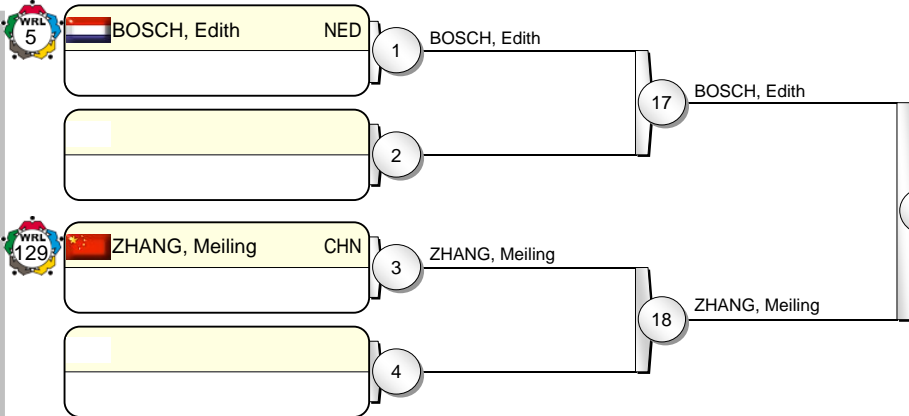 WRL
5
BOSCH, Edith NED
1
BOSCH, Edith
17
BOSCH, Edith
2
WRL
129
ZHANG, Meiling CHN
3
ZHANG, Meiling
18
ZHANG, Meiling
4